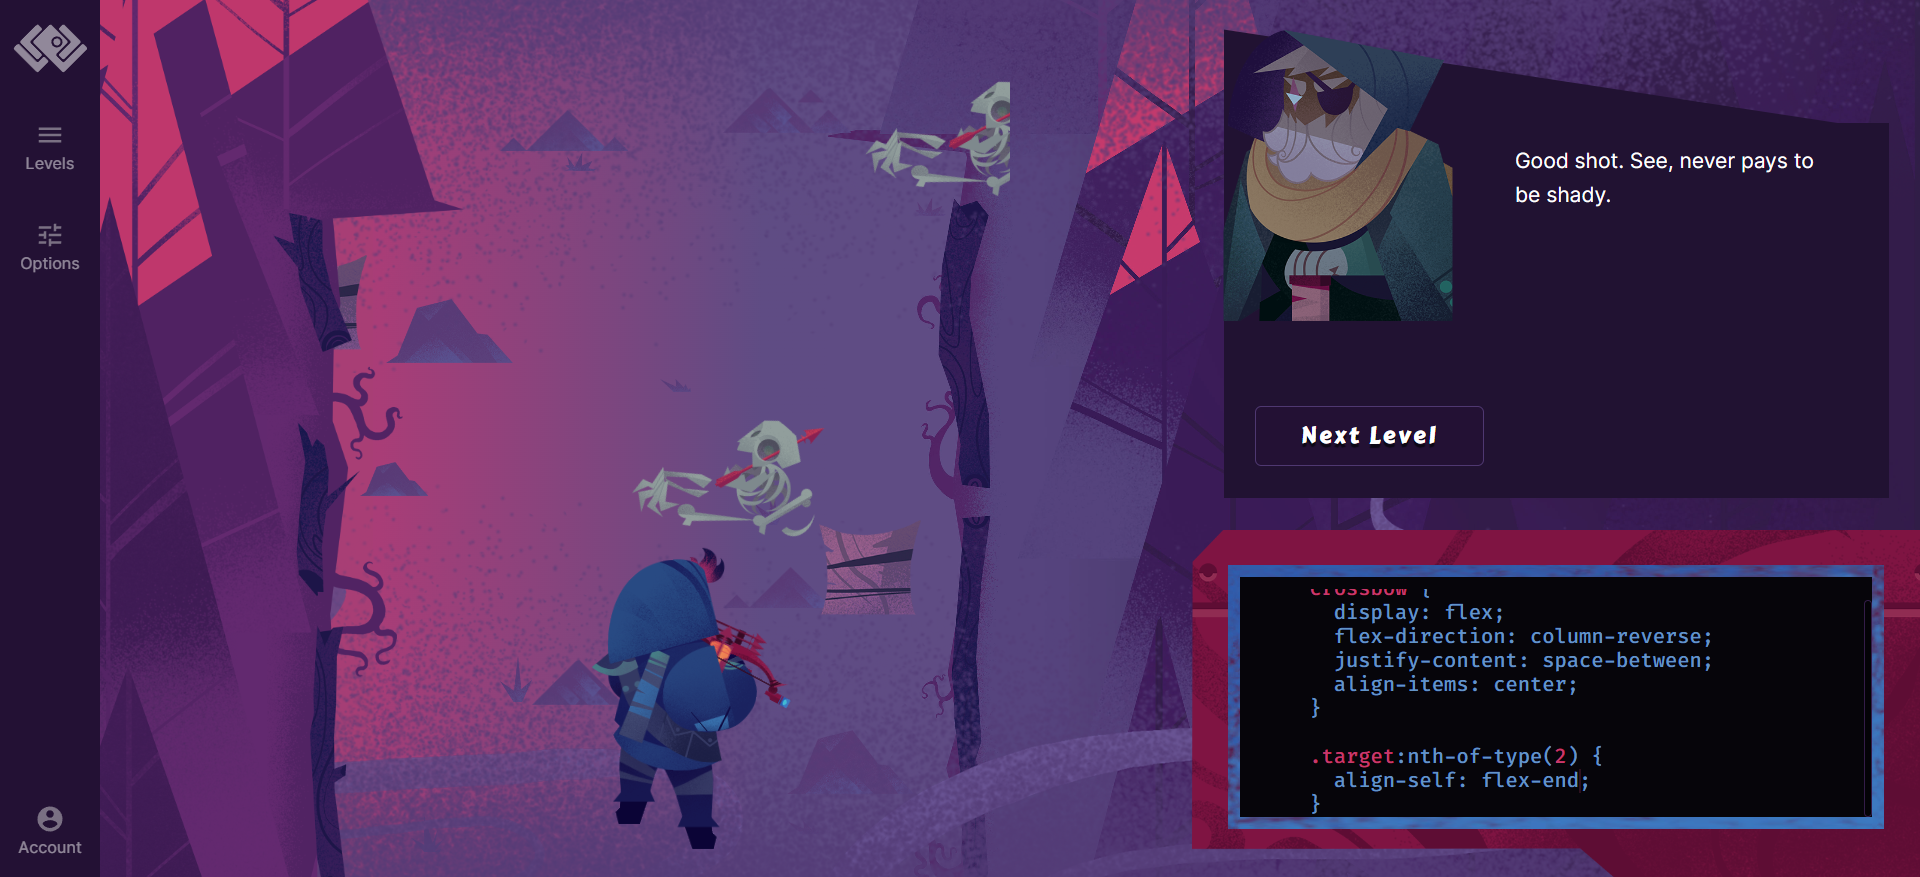 Levels
Options
Account
Good shot. See, never pays to
be shady.
Next Level
crossbow {
display: flex;
flex-direction: column-reverse;
justify-content: space-between;
align-items: center;
}
.target:nth-of-type(2) {
align-self: flex-end;
}